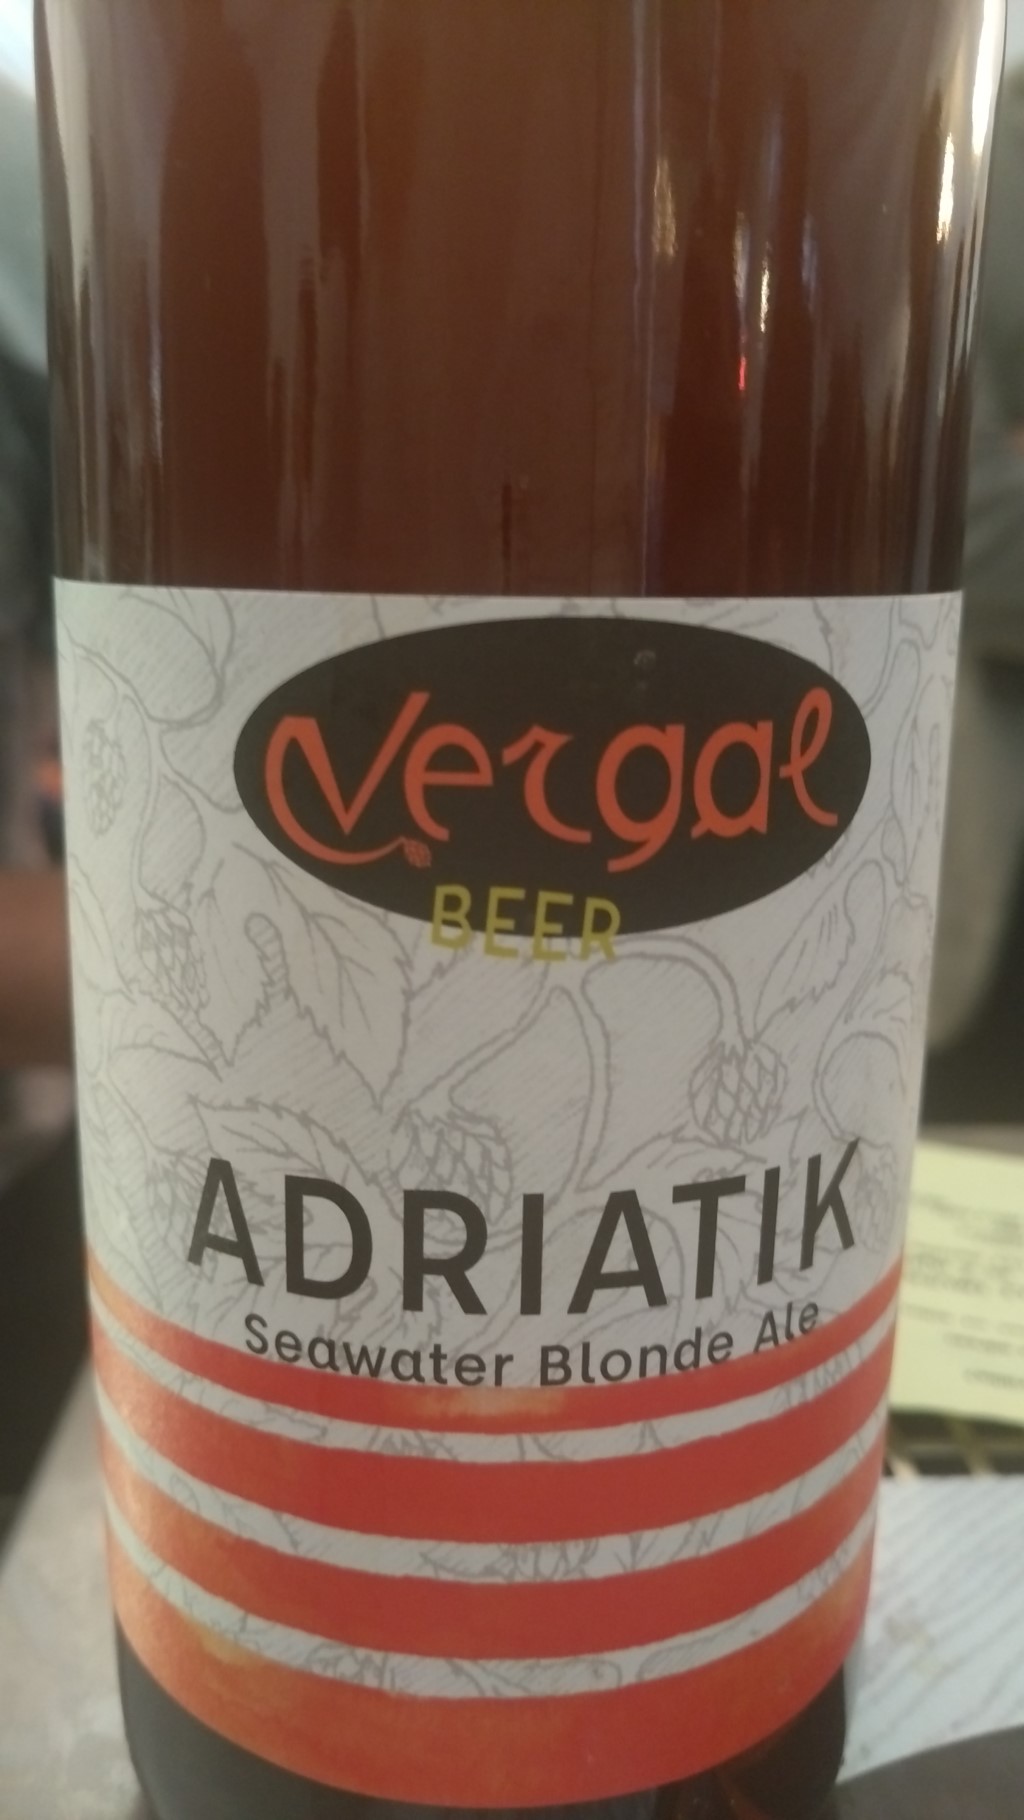 Vergal
BEER
ADRIATIK
Seawater Blonde Ale